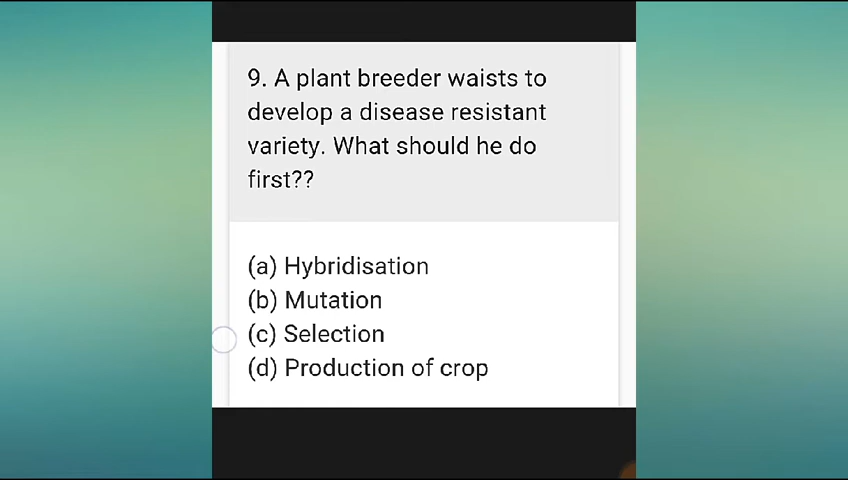 9. A plant breeder waists to
develop a disease resistant
variety. What should he do
first??
(a) Hybridisation
(b) Mutation
(c) Selection
(d) Production of crop